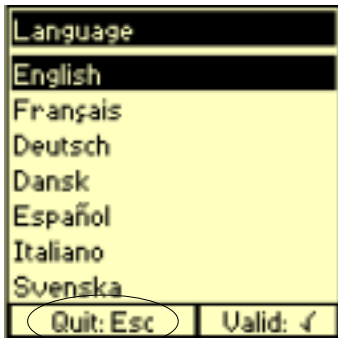 Language
English
Français
Deutsch
Dansk
Español
Italiano
Svenska
Quit: Esc Valid: √